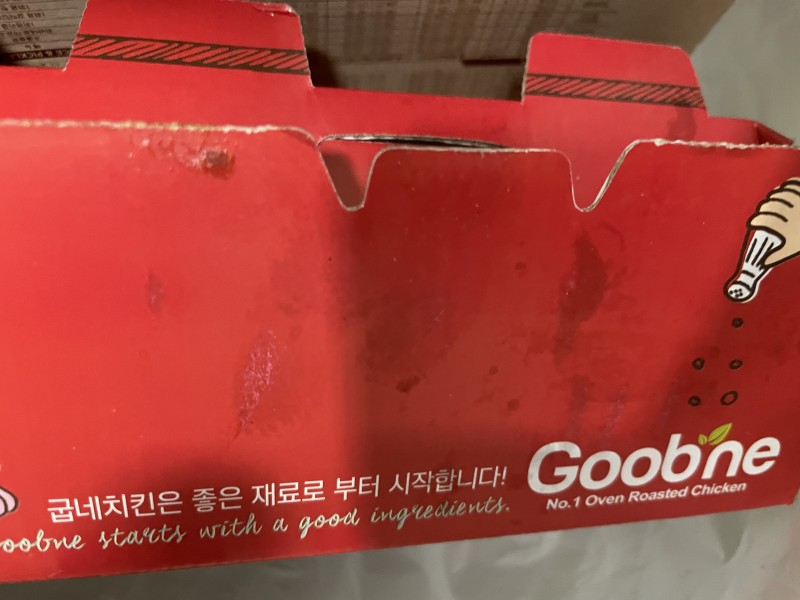 & PICKL
굽네치킨은 좋은 재료로 부터 시작합니다!
oobne starts with a good ingredients.
Goobne
No.1 Oven Roasted Chicken